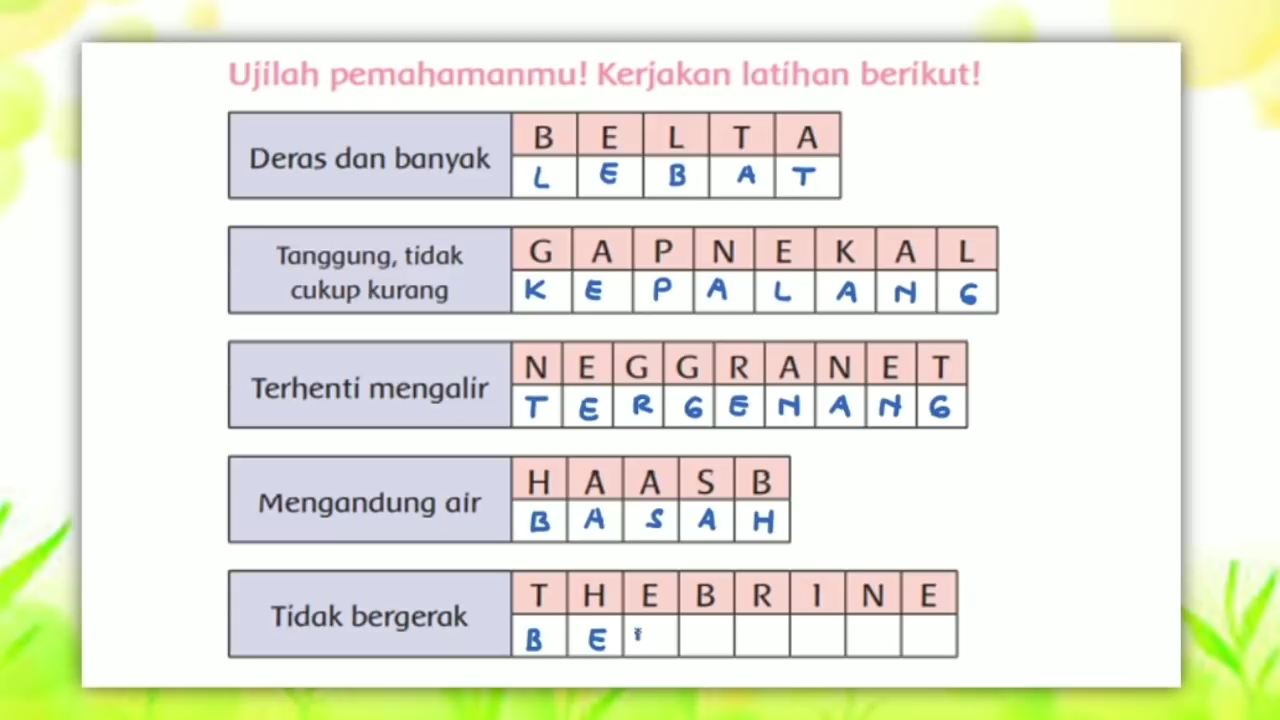 Ujilah pemahamanmu! Kerjakan latihan berikut!
Deras dan banyak
B E L T A
L E B A T
Tanggung, tidak
cukup kurang
G A P N E K A L
K E P A L A N G
Terhenti mengalir
N E G G R A N E T
T E R G E N A N G
Mengandung air
H A A S B
B A S A H
Tidak bergerak
T H E B R I N E
B E